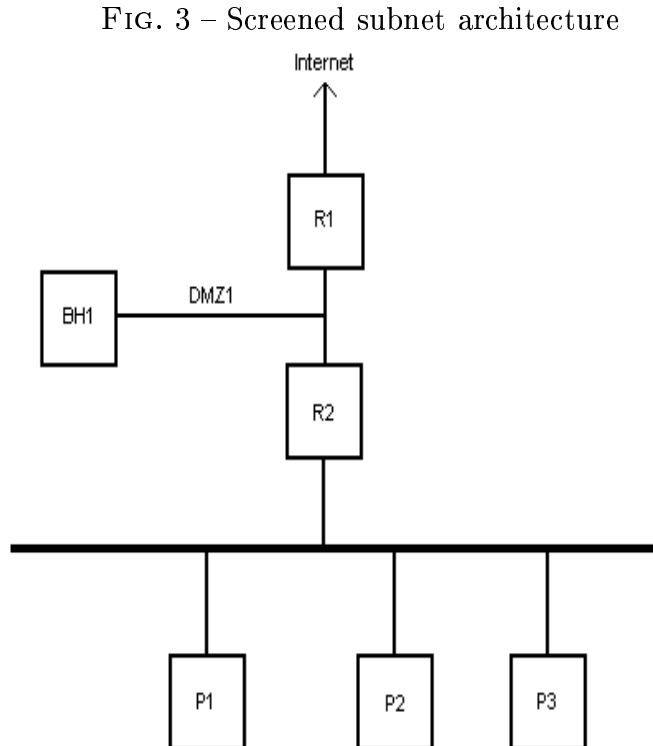 FIG. 3 – Screened subnet architecture
Internet
R1
DMZ1
BH1
R2
P1
P2
P3